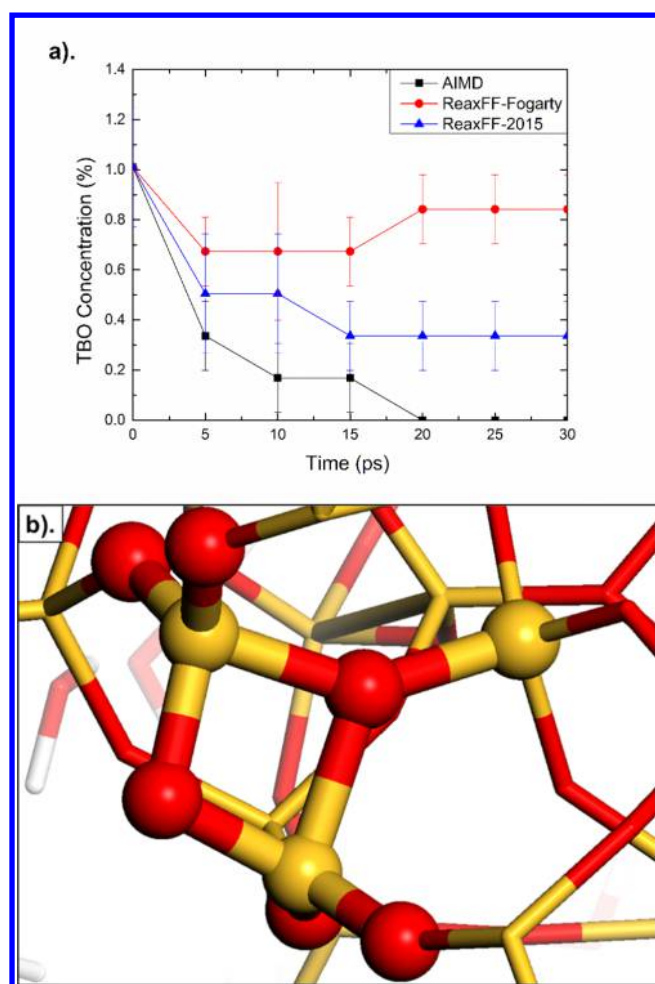 a).
1.4
1.2
1.0
0.8
0.6
0.4
0.2
0.0
TBO Concentration (%)
AIMD
ReaxFF-Fogarty
ReaxFF-2015
0 5 10 15 20 25 30
Time (ps)
b).